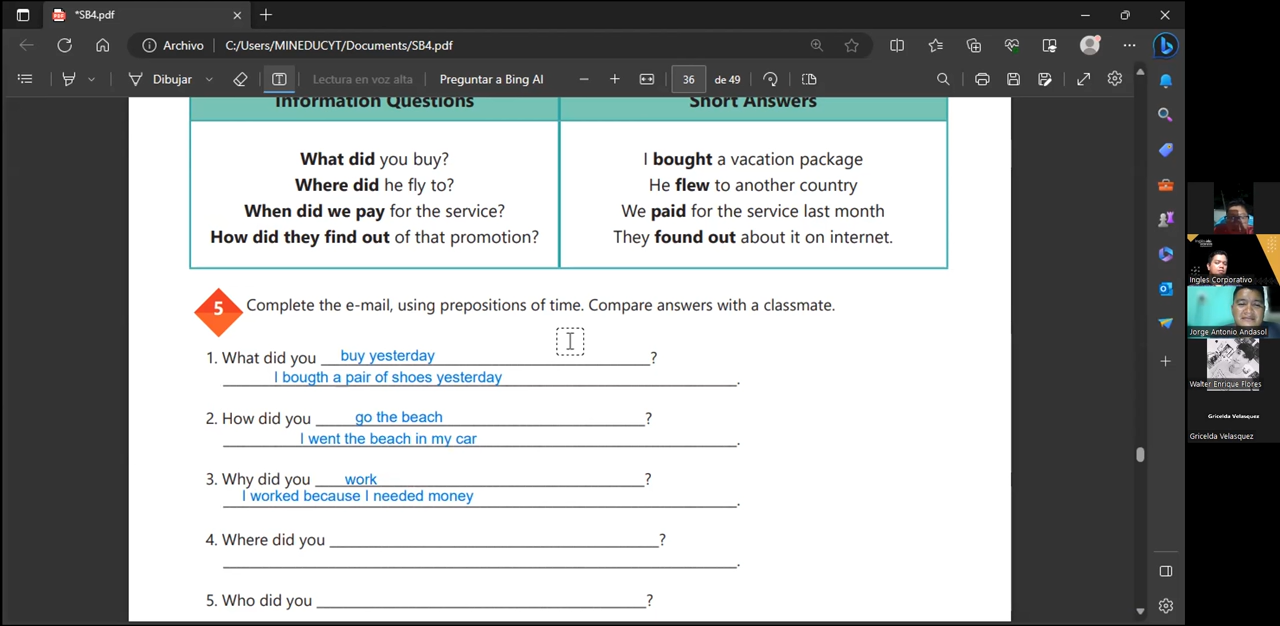 *SB4.pdf
Archivo C:/Users/MINEDUCYT/Documents/SB4.pdf
Dibujar Lectura en voz alta Preguntar a Bing AI 36 de 49
Information Questions Short Answers
What did you buy? I bought a vacation package
Where did he fly to? He flew to another country
When did we pay for the service? We paid for the service last month
How did they find out of that promotion? They found out about it on internet.
5 Complete the e-mail, using prepositions of time. Compare answers with a classmate.
1. What did you buy yesterday ?
I bougth a pair of shoes yesterday .
2. How did you go the beach ?
I went the beach in my car .
3. Why did you work ?
I worked because I needed money .
4. Where did you ?
.
5. Who did you ?
Ingles Corporativo
Jorge Antonio Andasol
Walter Enrique Flores
Gricelda Velasquez
Gricelda Velasquez